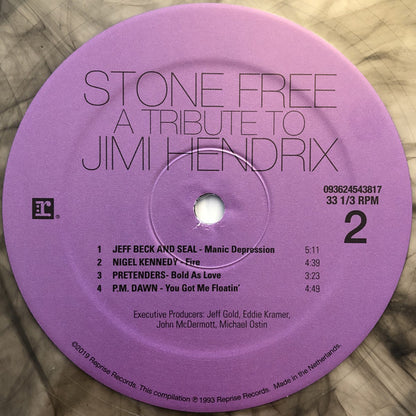 STONE FREE
A TRIBUTE TO
JIMI HENDRIX
r®
093624543817
33 1/3 RPM
2
1 JEFF BECK AND SEAL - Manic Depression 5:11
2 NIGEL KENNEDY - Fire 4:39
3 PRETENDERS - Bold As Love 3:23
4 P.M. DAWN - You Got Me Floatin' 4:49
Executive Producers: Jeff Gold, Eddie Kramer,
John McDermott, Michael Ostin
©2019 Reprise Records. This compilation ℗ 1993 Reprise Records. Made in the Netherlands.